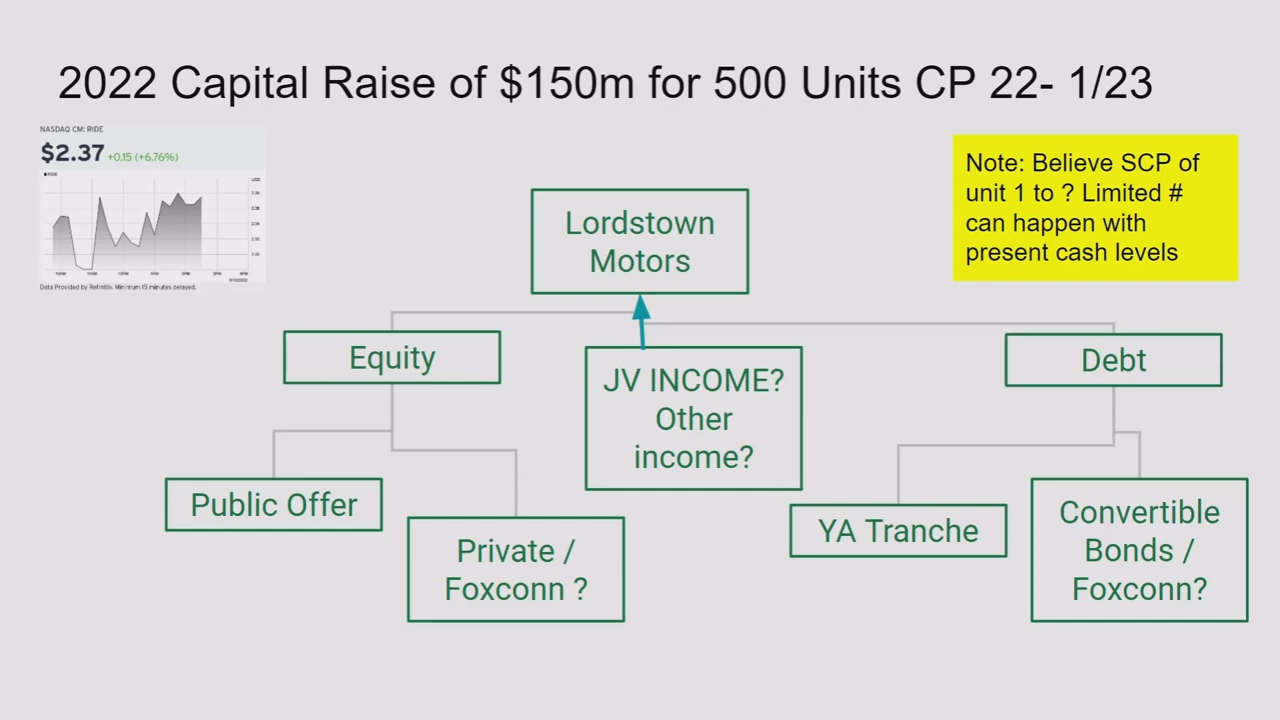 2022 Capital Raise of $150m for 500 Units CP 22- 1/23
NASDAQ CM: RIDE
$2.37 +0.15 (+6.76%)
RIDE
USD
Data Provided by Refinitiv. Minimum 15 minutes delayed.
Note: Believe SCP of
unit 1 to ? Limited #
can happen with
present cash levels
Lordstown
Motors
Equity
JV INCOME?
Other
income?
Debt
Public Offer
Private /
Foxconn ?
YA Tranche
Convertible
Bonds /
Foxconn?